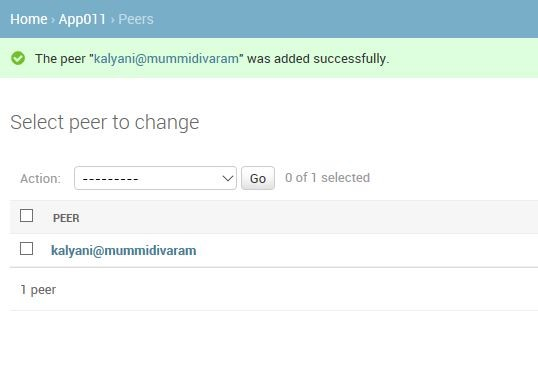 Home › App011 › Peers
The peer "kalyani@mummidivaram" was added successfully.
Select peer to change
Action: --------- Go 0 of 1 selected
PEER
kalyani@mummidivaram
1 peer